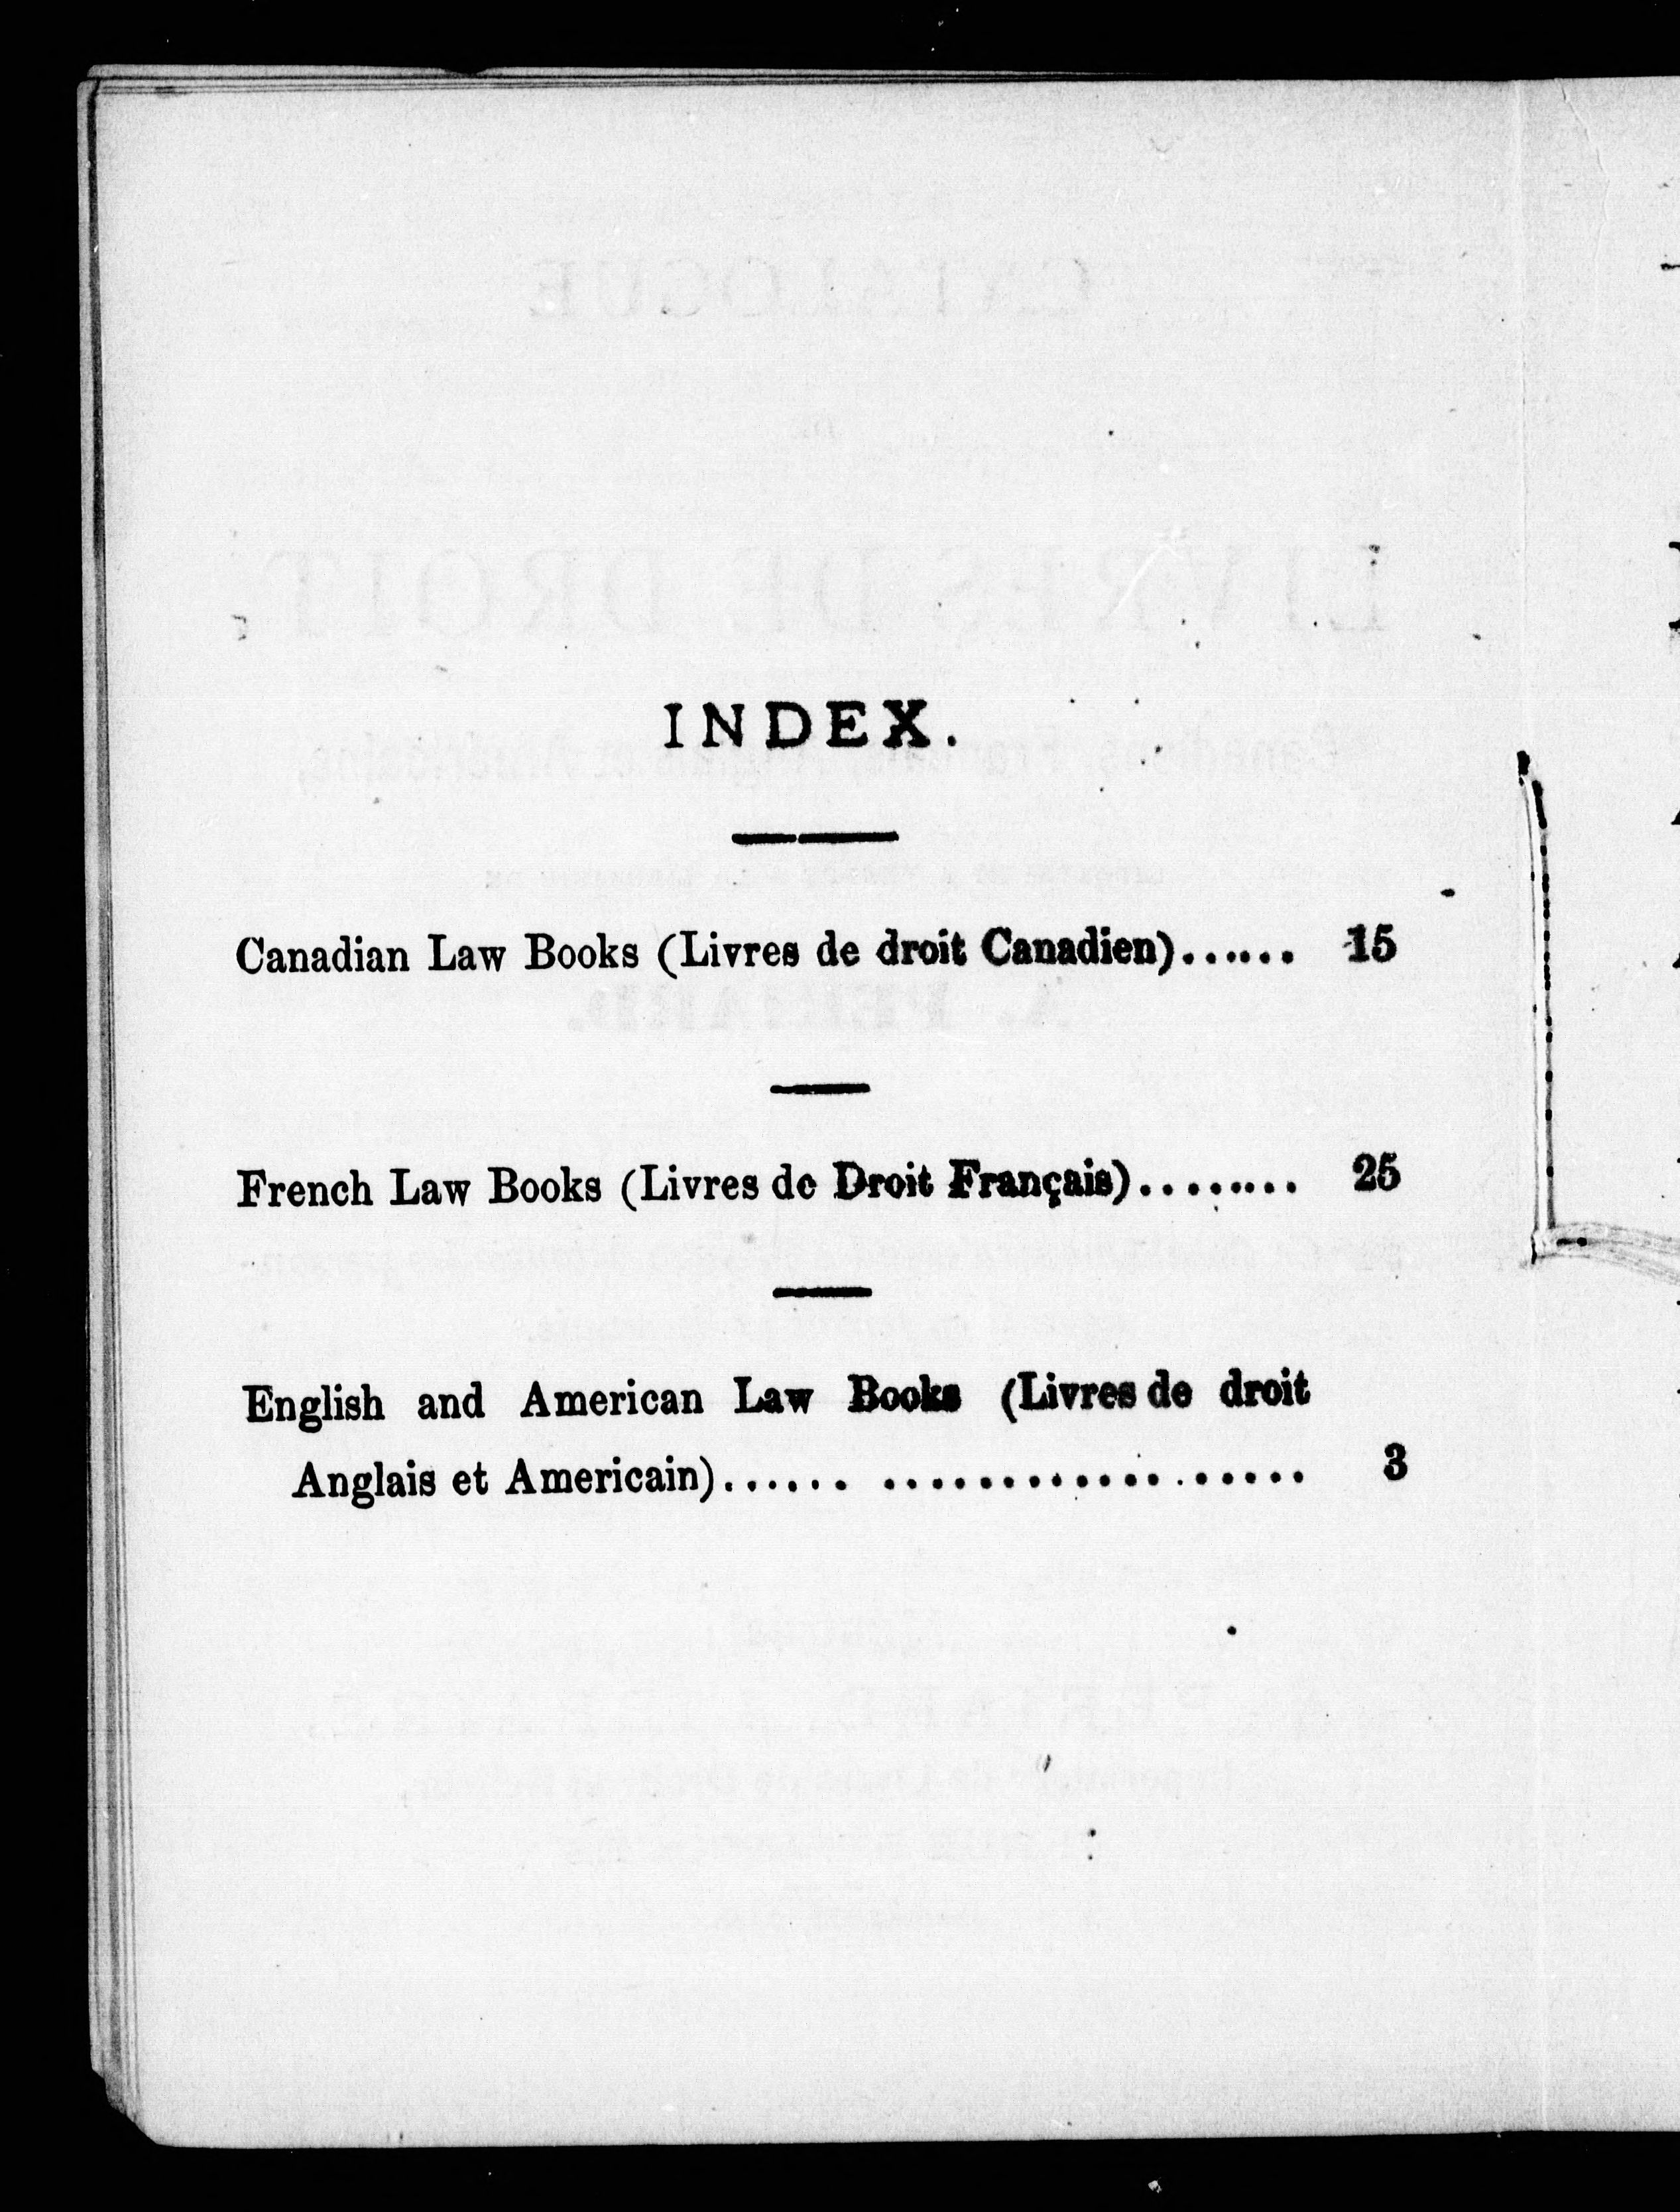 INDEX.
Canadian Law Books (Livres de droit Canadien)...... 15
French Law Books (Livres de Droit Français)........ 25
English and American Law Books (Livres de droit
Anglais et Americain)...... .................. 3